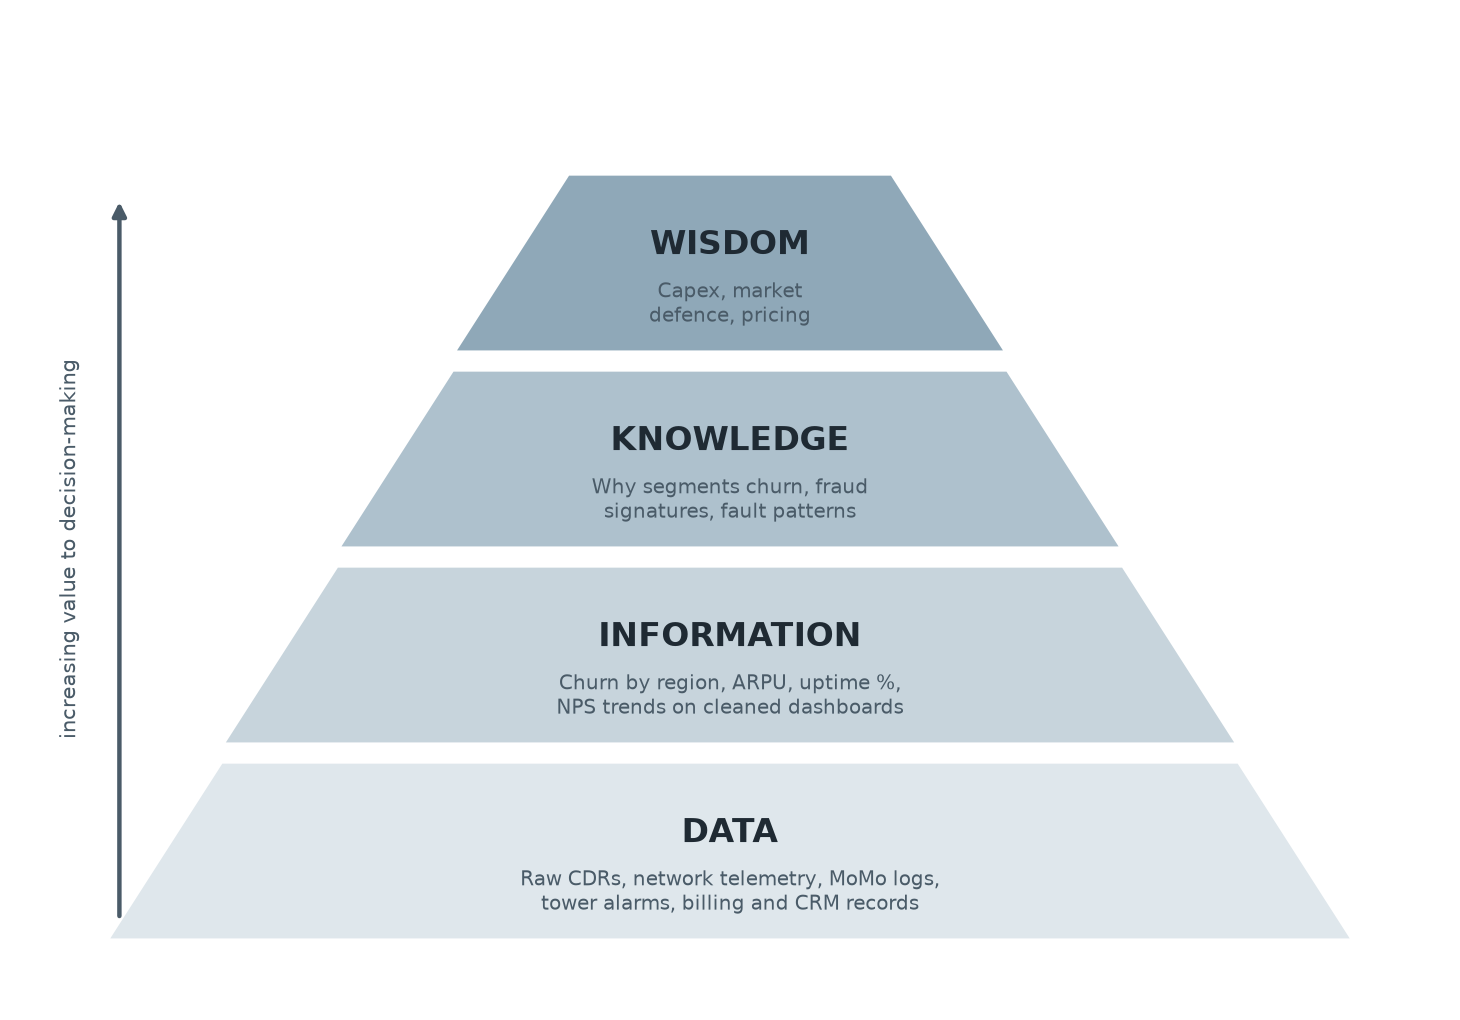 WISDOM
Capex, market
defence, pricing
KNOWLEDGE
Why segments churn, fraud
signatures, fault patterns
INFORMATION
Churn by region, ARPU, uptime %,
NPS trends on cleaned dashboards
DATA
Raw CDRs, network telemetry, MoMo logs,
tower alarms, billing and CRM records
increasing value to decision-making